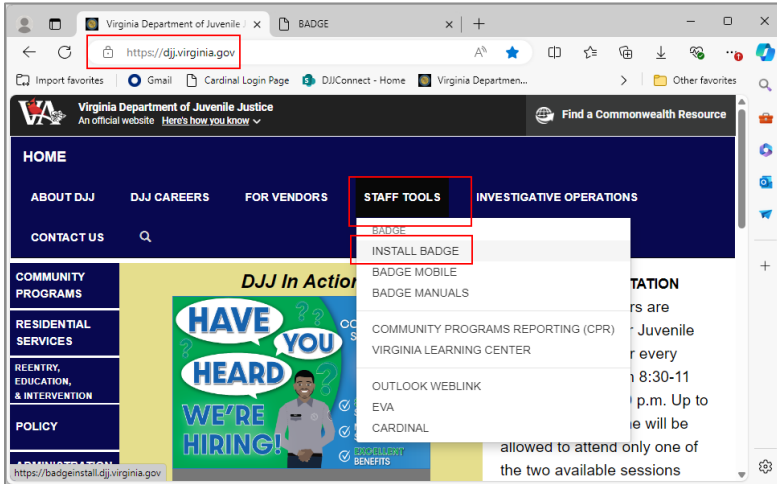 Virginia Department of Juvenile J
BADGE
https://djj.virginia.gov
Import favorites
Gmail
Cardinal Login Page
DJJConnect - Home
Virginia Departmen...
Other favorites
VA
Virginia Department of Juvenile Justice
An official website Here's how you know
Find a Commonwealth Resource
HOME
ABOUT DJJ
DJJ CAREERS
FOR VENDORS
STAFF TOOLS
INVESTIGATIVE OPERATIONS
CONTACT US
BADGE
INSTALL BADGE
BADGE MOBILE
BADGE MANUALS
COMMUNITY PROGRAMS REPORTING (CPR)
VIRGINIA LEARNING CENTER
OUTLOOK WEBLINK
EVA
CARDINAL
COMMUNITY
PROGRAMS
RESIDENTIAL
SERVICES
REENTRY,
EDUCATION,
& INTERVENTION
POLICY
DJJ In Action
HAVE
YOU
HEARD
WE'RE
HIRING!
EXCELLENT
BENEFITS
TATION
rs are
Juvenile
r every
8:30-11
p.m. Up to
e will be
allowed to attend only one of
the two available sessions
https://badgeinstall.djj.virginia.gov